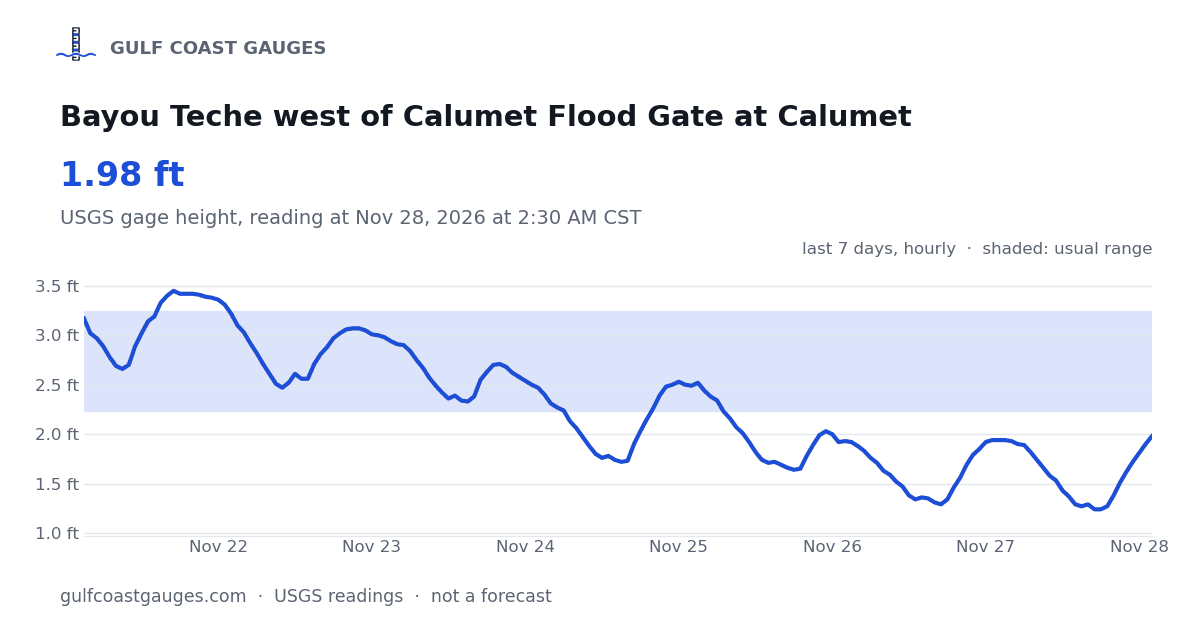 GULF COAST GAUGES
Bayou Teche west of Calumet Flood Gate at Calumet
1.98 ft
USGS gage height, reading at Nov 28, 2026 at 2:30 AM CST
last 7 days, hourly · shaded: usual range
3.5 ft
3.0 ft
2.5 ft
2.0 ft
1.5 ft
1.0 ft
Nov 22 Nov 23 Nov 24 Nov 25 Nov 26 Nov 27 Nov 28
gulfcoastgauges.com · USGS readings · not a forecast